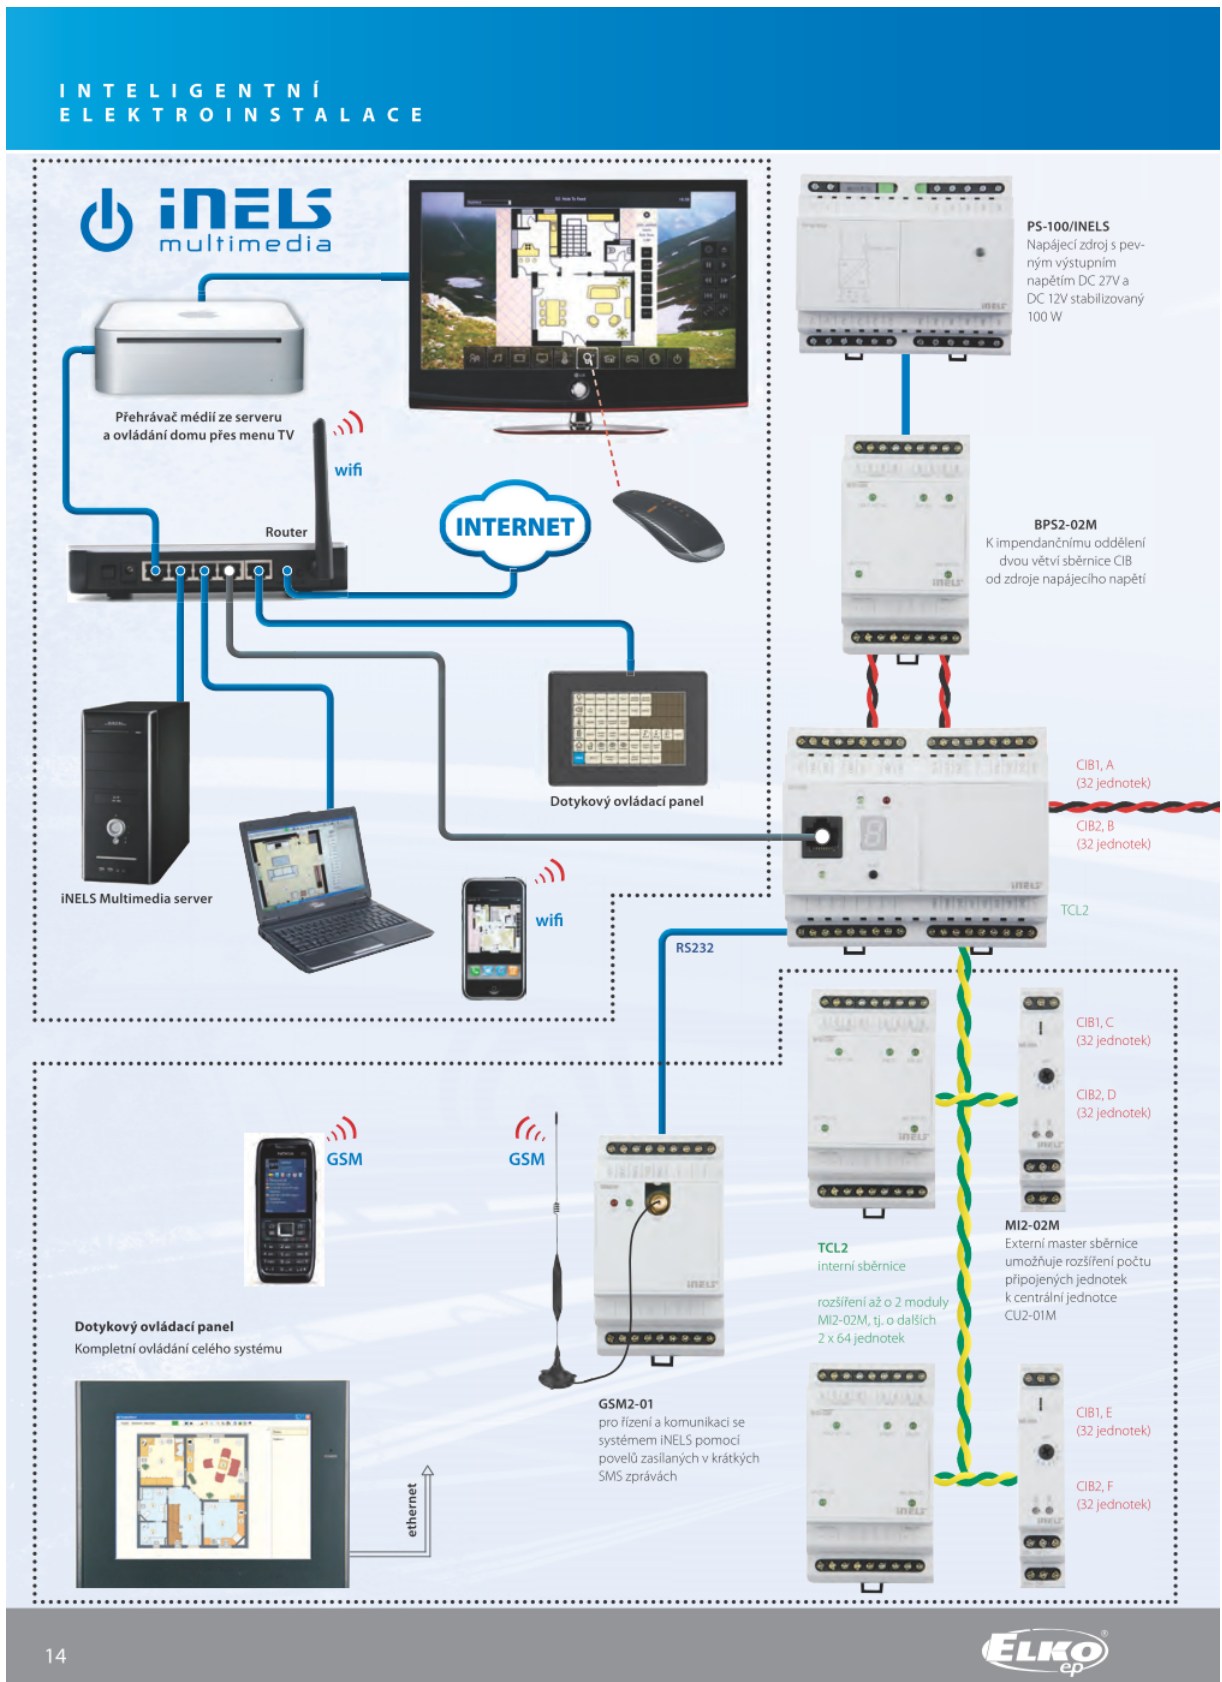 INTELIGENTNÍ
ELEKTROINSTALACE
iNELS
multimedia
Přehrávač médií ze serveru
a ovládání domu přes menu TV
wifi
Router
INTERNET
Dotykový ovládací panel
iNELS Multimedia server
wifi
PS-100/INELS
Napájecí zdroj s pev-
ným výstupním
napětím DC 27V a
DC 12V stabilizovaný
100 W
BPS2-02M
K impendančnímu oddělení
dvou větví sběrnice CIB
od zdroje napájecího napětí
CIB1, A
(32 jednotek)
CIB2, B
(32 jednotek)
TCL2
RS232
CIB1, C
(32 jednotek)
CIB2, D
(32 jednotek)
MI2-02M
Externí master sběrnice
umožňuje rozšíření počtu
připojených jednotek
k centrální jednotce
CU2-01M
TCL2
interní sběrnice
rozšíření až o 2 moduly
MI2-02M, tj. o dalších
2 x 64 jednotek
CIB1, E
(32 jednotek)
CIB2, F
(32 jednotek)
GSM
GSM
GSM2-01
pro řízení a komunikaci se
systémem iNELS pomocí
povelů zasílaných v krátkých
SMS zprávách
Dotykový ovládací panel
Kompletní ovládání celého systému
ethernet
14
ELKO
ep